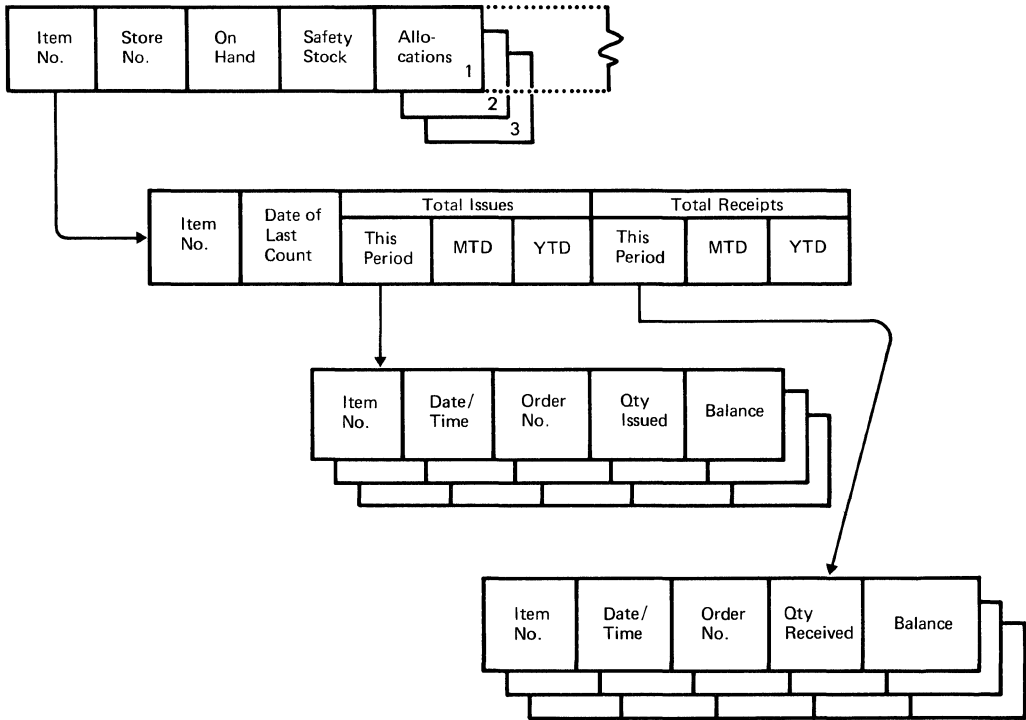 Item
No.
Store
No.
On
Hand
Safety
Stock
Allo-
cations
1
2
3
Item
No.
Date of
Last
Count
Total Issues
This
Period
MTD
YTD
Total Receipts
This
Period
MTD
YTD
Item
No.
Date/
Time
Order
No.
Qty
Issued
Balance
Item
No.
Date/
Time
Order
No.
Qty
Received
Balance